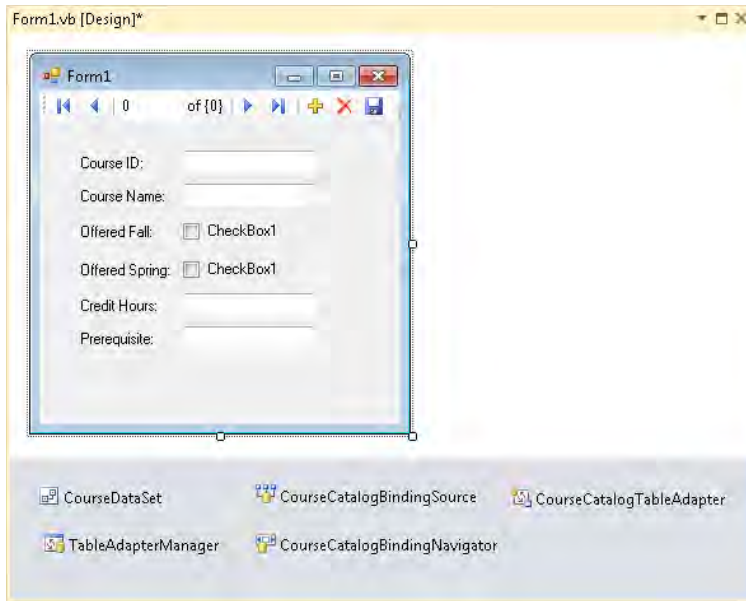 Form1.vb [Design]*
Form1
0 of {0}
Course ID:
Course Name:
Offered Fall: CheckBox1
Offered Spring: CheckBox1
Credit Hours:
Prerequisite:
CourseDataSet CourseCatalogBindingSource CourseCatalogTableAdapter
TableAdapterManager CourseCatalogBindingNavigator